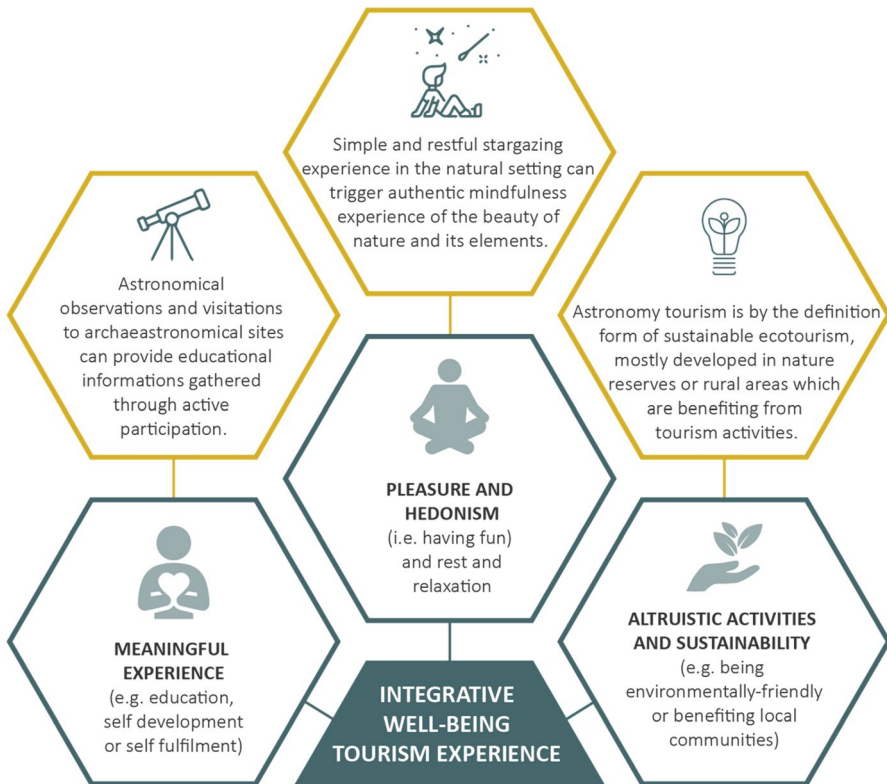 Simple and restful stargazing
experience in the natural setting can
trigger authentic mindfulness
experience of the beauty of
nature and its elements.
Astronomical
observations and visitations
to archaeastronomical sites
can provide educational
informations gathered
through active
participation.
Astronomy tourism is by the definition
form of sustainable ecotourism,
mostly developed in nature
reserves or rural areas which
are benefiting from
tourism activities.
PLEASURE AND
HEDONISM
(i.e. having fun)
and rest and
relaxation
MEANINGFUL
EXPERIENCE
(e.g. education,
self development
or self fulfilment)
ALTRUISTIC ACTIVITIES
AND SUSTAINABILITY
(e.g. being
environmentally-friendly
or benefiting local
communities)
INTEGRATIVE
WELL-BEING
TOURISM EXPERIENCE